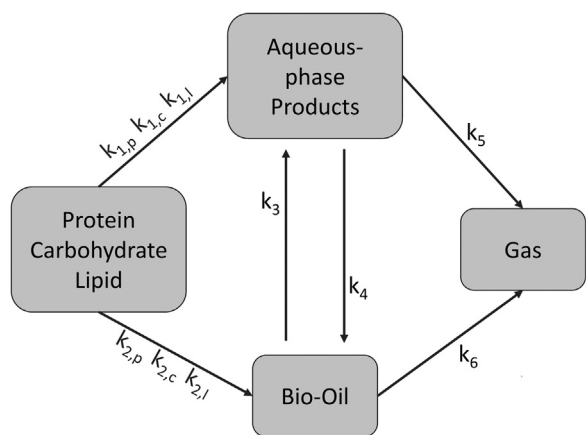 Aqueous-
phase
Products
k1,p k1,c k1,l
k5
Protein
Carbohydrate
Lipid
k3
Gas
k4
k2,p k2,c k2,l
k6
Bio-Oil